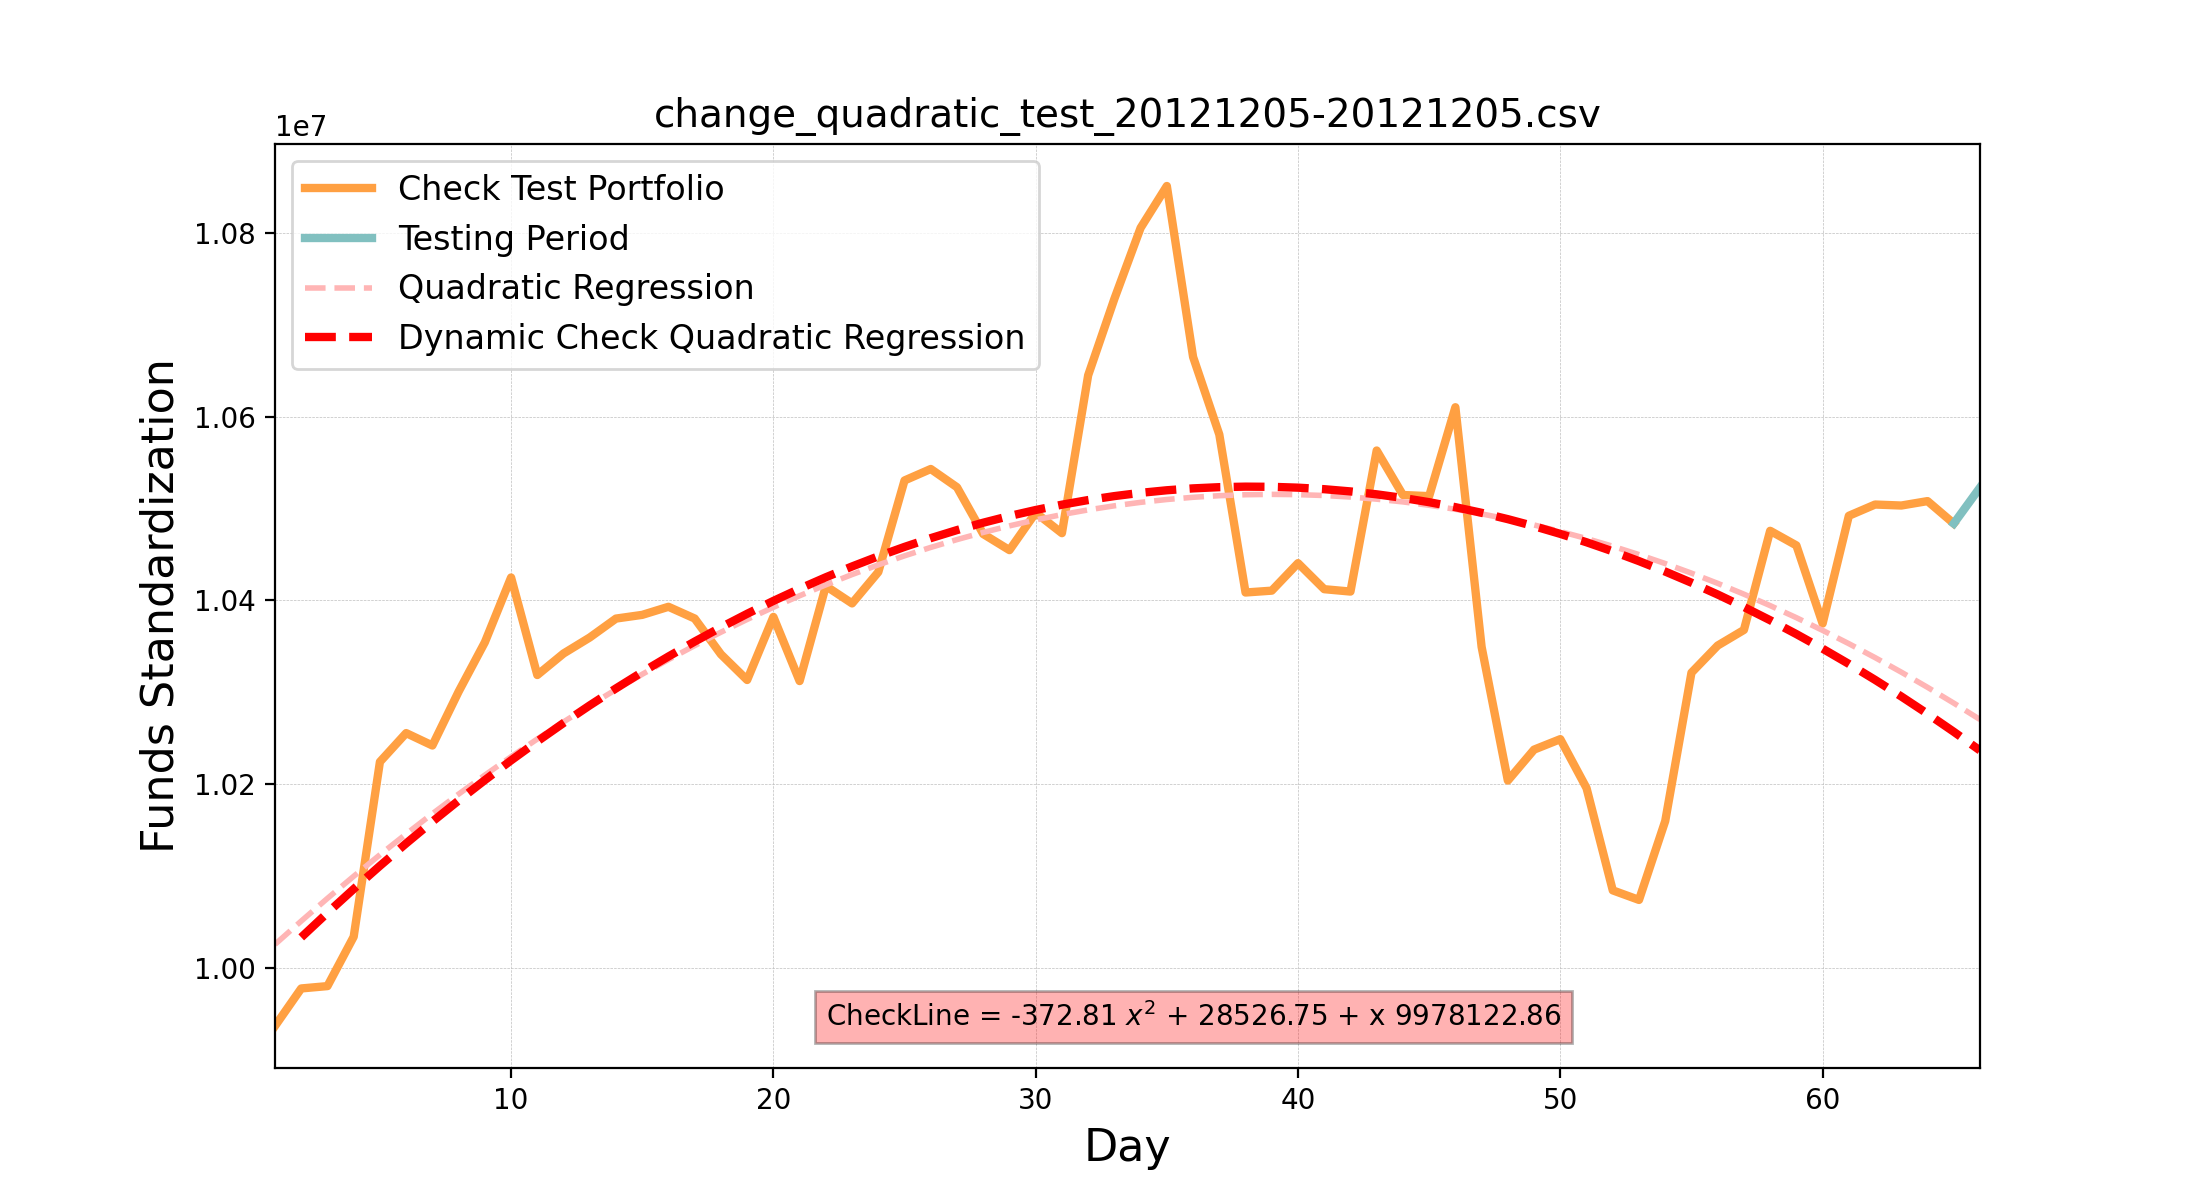 change_quadratic_test_20121205-20121205.csv
1e7
Check Test Portfolio
Testing Period
Quadratic Regression
Dynamic Check Quadratic Regression
Funds Standardization
1.08
1.06
1.04
1.02
1.00
CheckLine = -372.81 x² + 28526.75 + x 9978122.86
10 20 30 40 50 60
Day